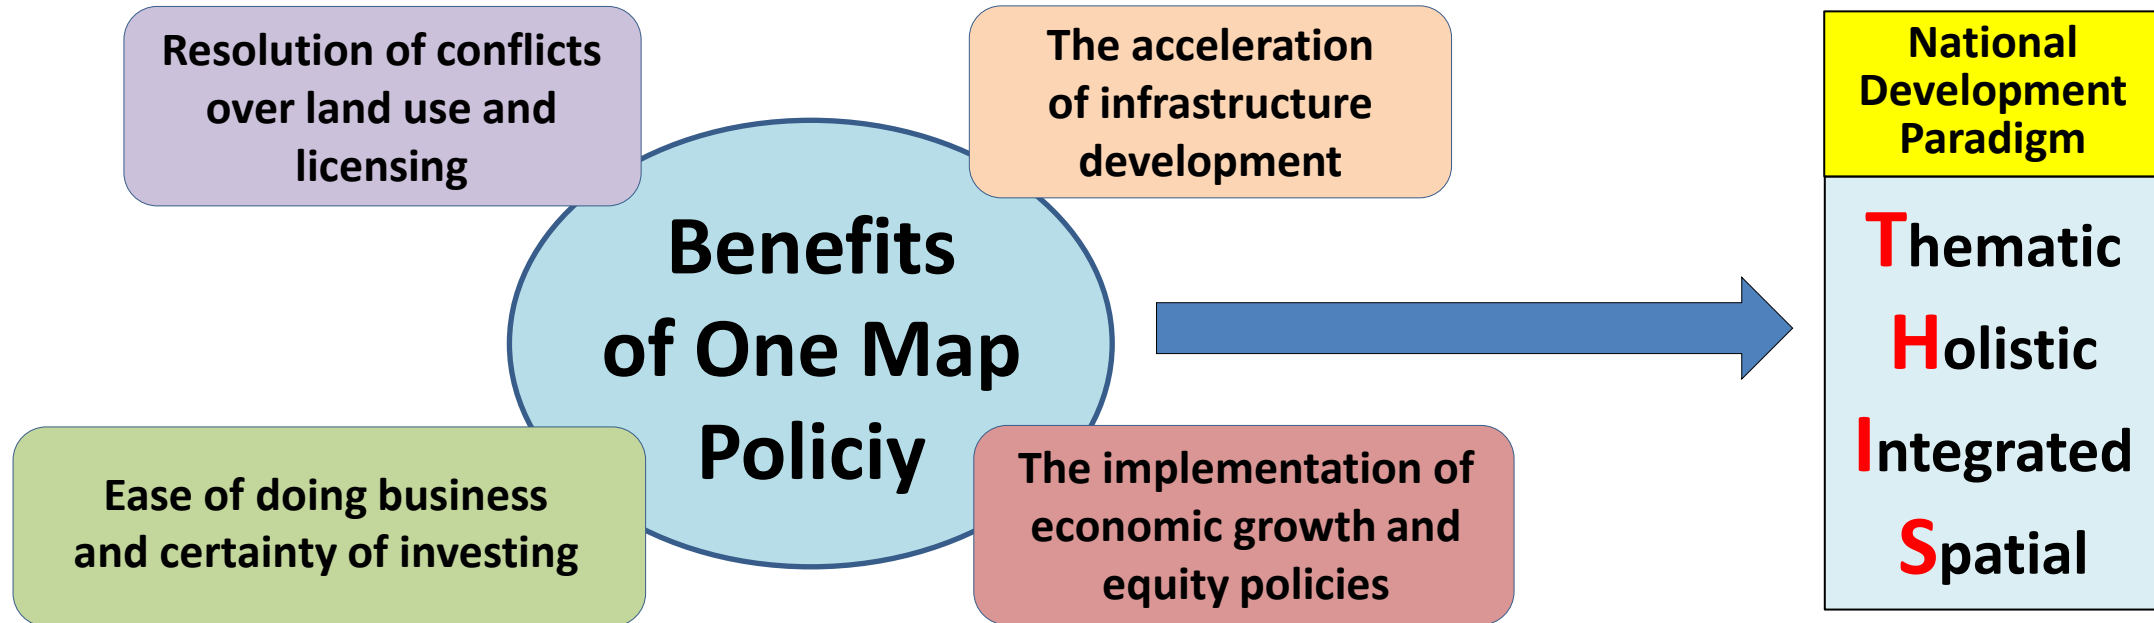 Resolution of conflicts
over land use and
licensing
The acceleration
of infrastructure
development
Benefits
of One Map
Policiy
Ease of doing business
and certainty of investing
The implementation of
economic growth and
equity policies
National
Development
Paradigm
Thematic
Holistic
Integrated
Spatial